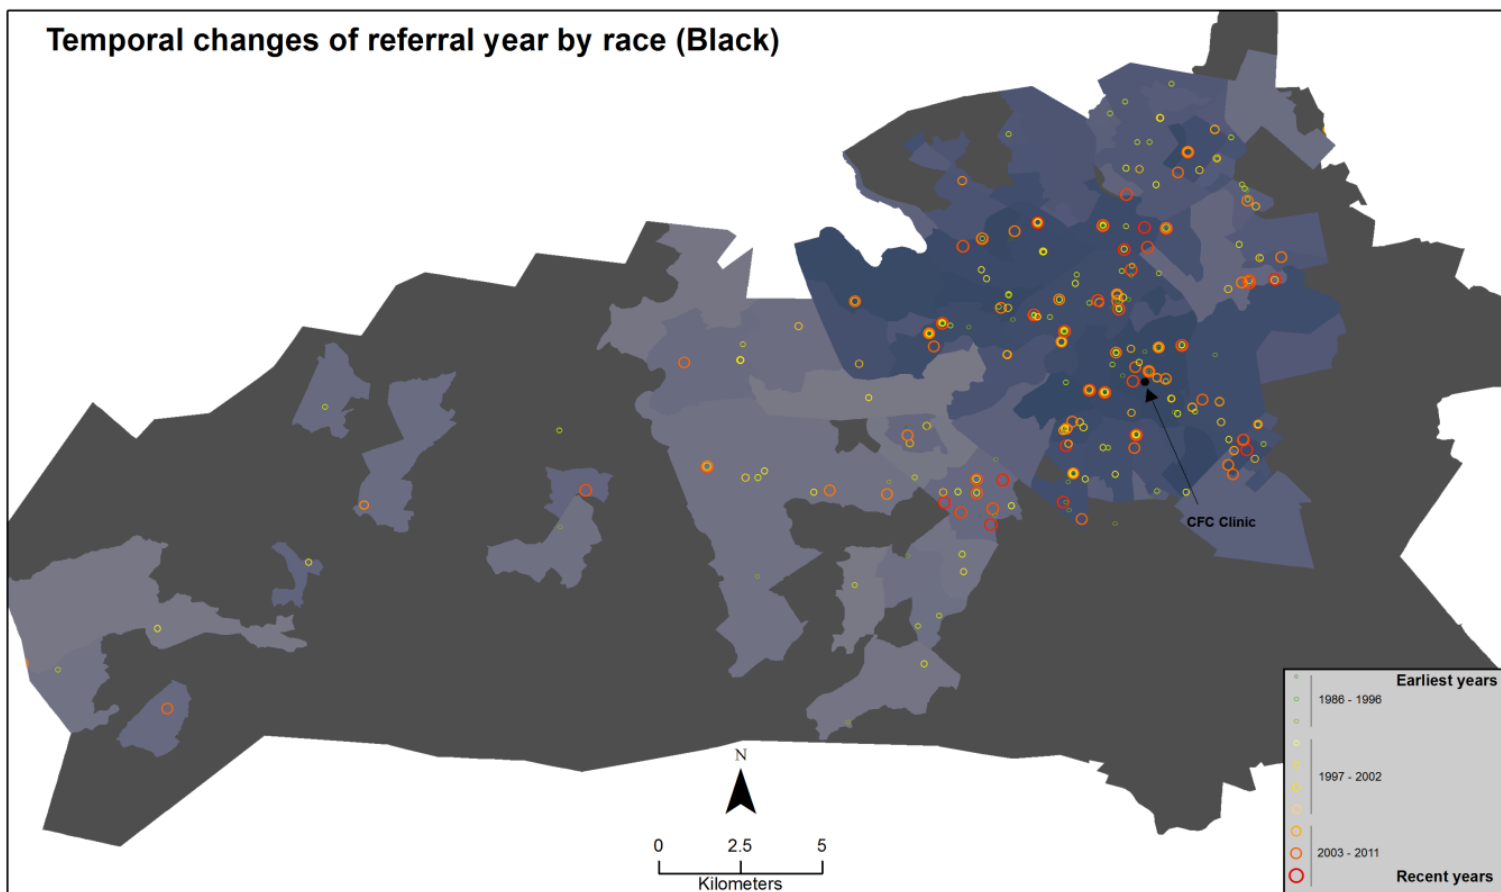 Temporal changes of referral year by race (Black)
CFC Clinic
Earliest years
1986 - 1996
1997 - 2002
2003 - 2011
Recent years
N
0 2.5 5
Kilometers